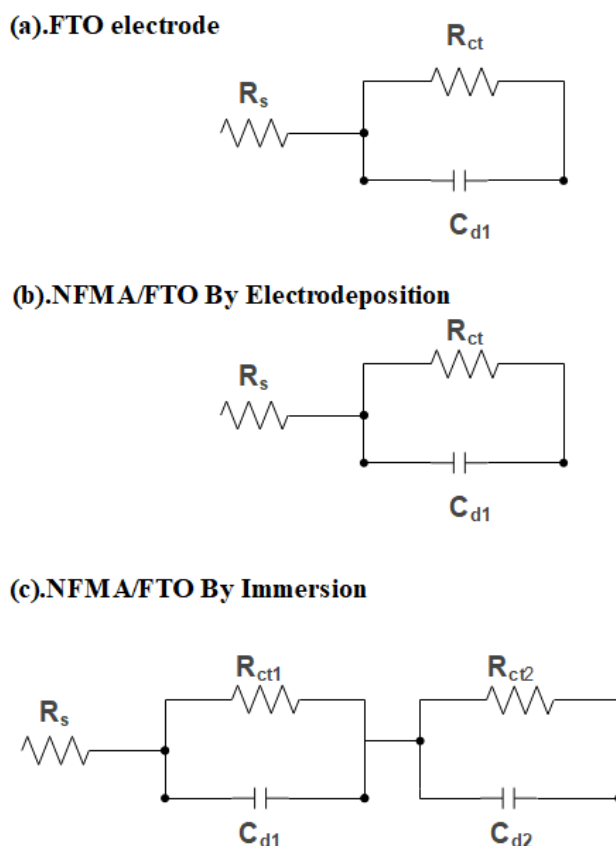 (a).FTO electrode
Rct
Rs
Cd1
(b).NFMA/FTO By Electrodeposition
Rct
Rs
Cd1
(c).NFMA/FTO By Immersion
Rct1 Rct2
Rs
Cd1 Cd2